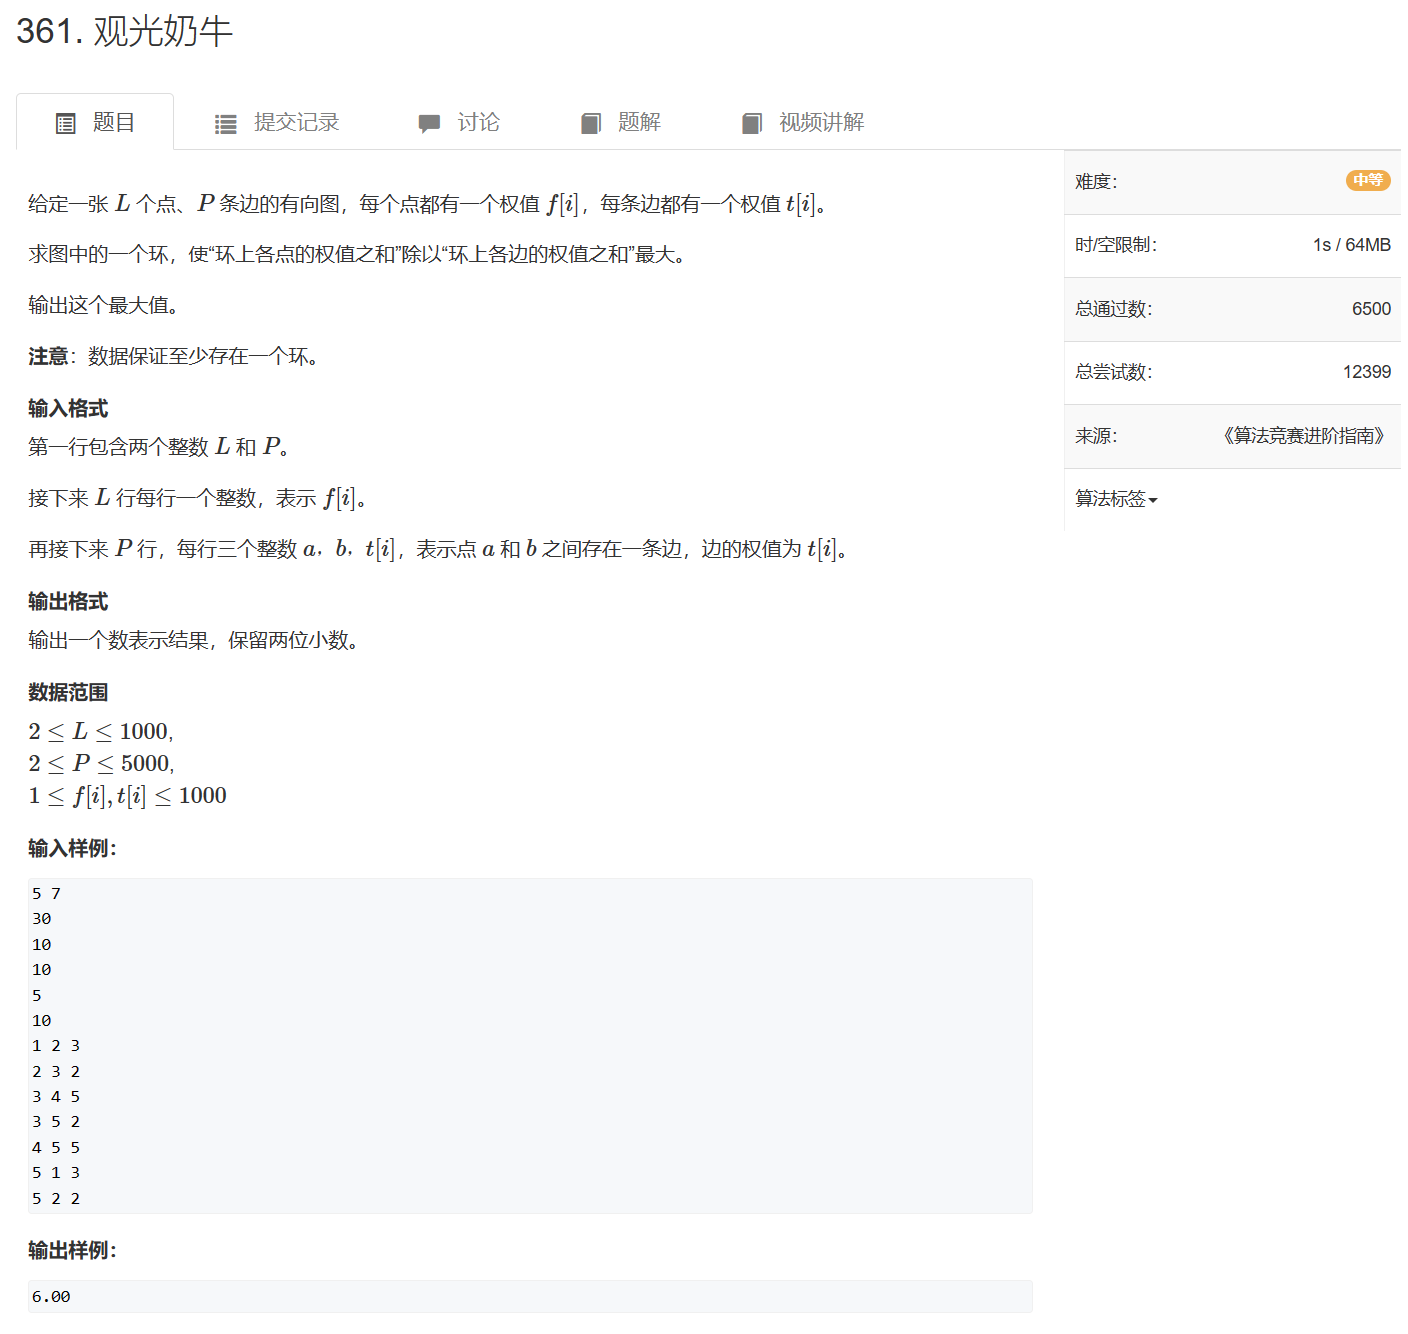 361. 观光奶牛
题目 提交记录 讨论 题解 视频讲解
给定一张 L 个点、P 条边的有向图，每个点都有一个权值 f[i]，每条边都有一个权值 t[i]。
求图中的一个环，使“环上各点的权值之和”除以“环上各边的权值之和”最大。
输出这个最大值。
注意：数据保证至少存在一个环。
输入格式
第一行包含两个整数 L 和 P。
接下来 L 行每行一个整数，表示 f[i]。
再接下来 P 行，每行三个整数 a，b，t[i]，表示点 a 和 b 之间存在一条边，边的权值为 t[i]。
输出格式
输出一个数表示结果，保留两位小数。
数据范围
2 ≤ L ≤ 1000,
2 ≤ P ≤ 5000,
1 ≤ f[i], t[i] ≤ 1000
输入样例：
5 7
30
10
10
5
10
1 2 3
2 3 2
3 4 5
3 5 2
4 5 5
5 1 3
5 2 2
输出样例：
6.00
难度： 中等
时/空限制： 1s / 64MB
总通过数： 6500
总尝试数： 12399
来源： 《算法竞赛进阶指南》
算法标签